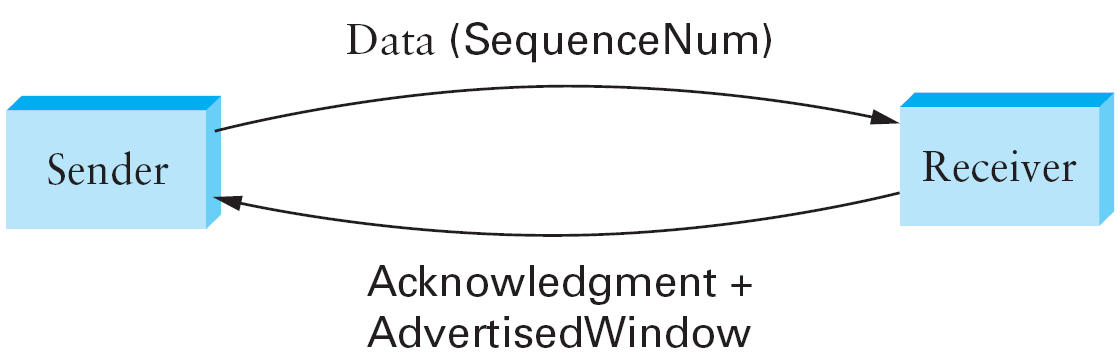 Data (SequenceNum)
Sender
Receiver
Acknowledgment +
AdvertisedWindow